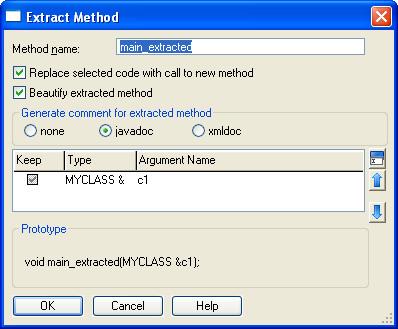 Extract Method
Method name: main_extracted
Replace selected code with call to new method
Beautify extracted method
Generate comment for extracted method
none javadoc xmldoc
Keep Type Argument Name
MYCLASS & c1
Prototype
void main_extracted(MYCLASS &c1);
OK Cancel Help